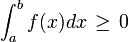 ∫_a^b f(x)dx ≥ 0